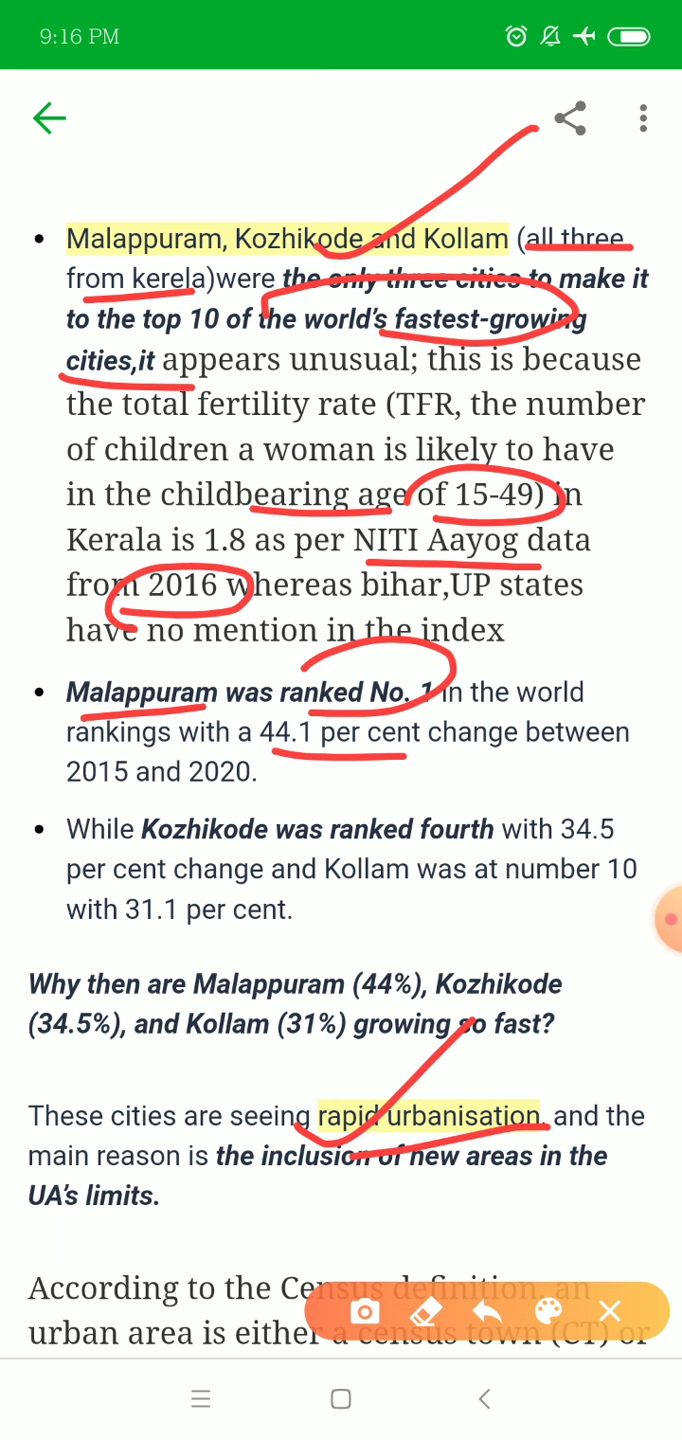 9:16 PM
Malappuram, Kozhikode and Kollam (all three
from kerela)were the only three cities to make it
to the top 10 of the world's fastest-growing
cities,it appears unusual; this is because
the total fertility rate (TFR, the number
of children a woman is likely to have
in the childbearing age of 15-49) in
Kerala is 1.8 as per NITI Aayog data
from 2016 whereas bihar,UP states
have no mention in the index
Malappuram was ranked No. 1 in the world
rankings with a 44.1 per cent change between
2015 and 2020.
While Kozhikode was ranked fourth with 34.5
per cent change and Kollam was at number 10
with 31.1 per cent.
Why then are Malappuram (44%), Kozhikode
(34.5%), and Kollam (31%) growing so fast?
These cities are seeing rapid urbanisation, and the
main reason is the inclusion of new areas in the
UA's limits.
According to the Census definition, an
urban area is either a census town (CT) or